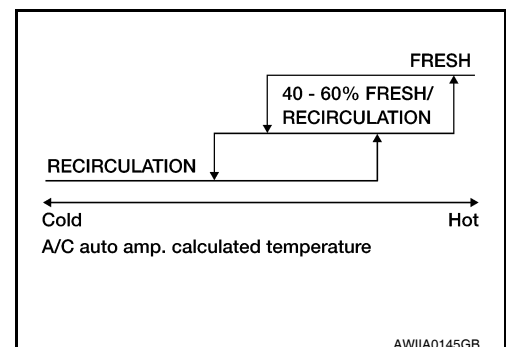 FRESH
40 - 60% FRESH/
RECIRCULATION
RECIRCULATION
Cold Hot
A/C auto amp. calculated temperature
AWIIA0145GB